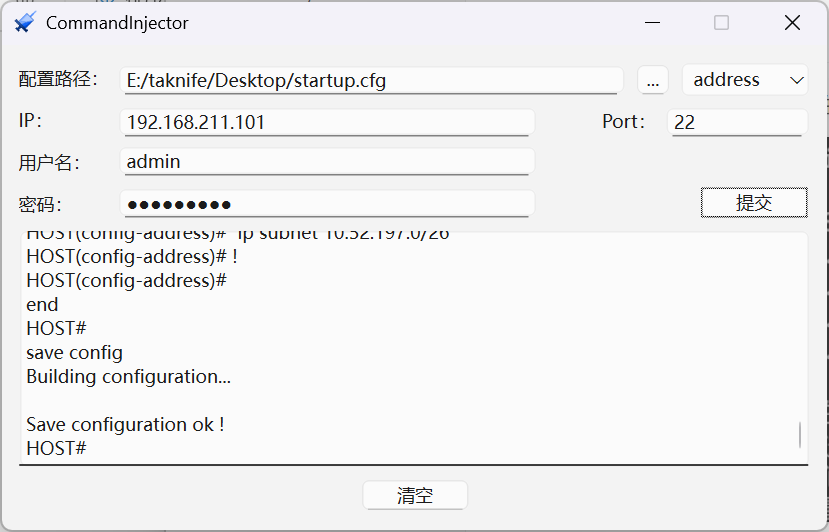 CommandInjector
配置路径： E:/taknife/Desktop/startup.cfg ... address
IP： 192.168.211.101 Port： 22
用户名： admin
密码： ●●●●●●●●● 提交
HOST(config-address)#  ip subnet 10.52.197.0/26
HOST(config-address)# !
HOST(config-address)#
end
HOST#
save config
Building configuration...
Save configuration ok !
HOST#
清空